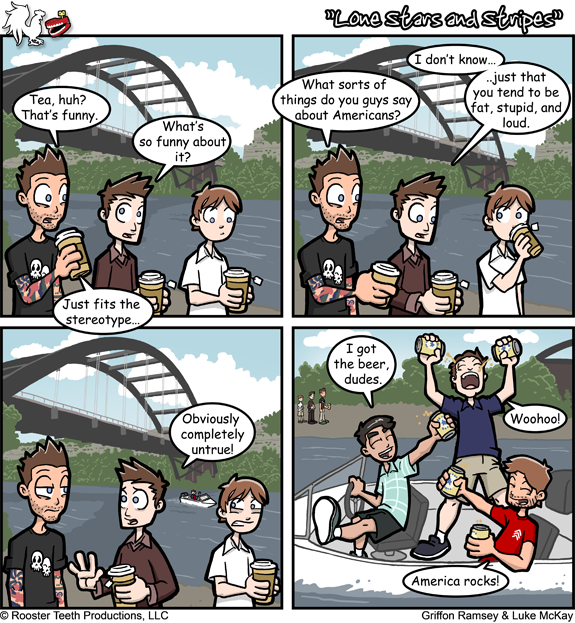 "Lone Stars and Stripes"
Tea, huh?
That's funny.
What's
so funny about
it?
Just fits the
stereotype...
I don't know...
What sorts of
things do you guys say
about Americans?
..just that
you tend to be
fat, stupid, and
loud.
Obviously
completely
untrue!
I got
the beer,
dudes.
Woohoo!
America rocks!
© Rooster Teeth Productions, LLC
Griffon Ramsey & Luke McKay